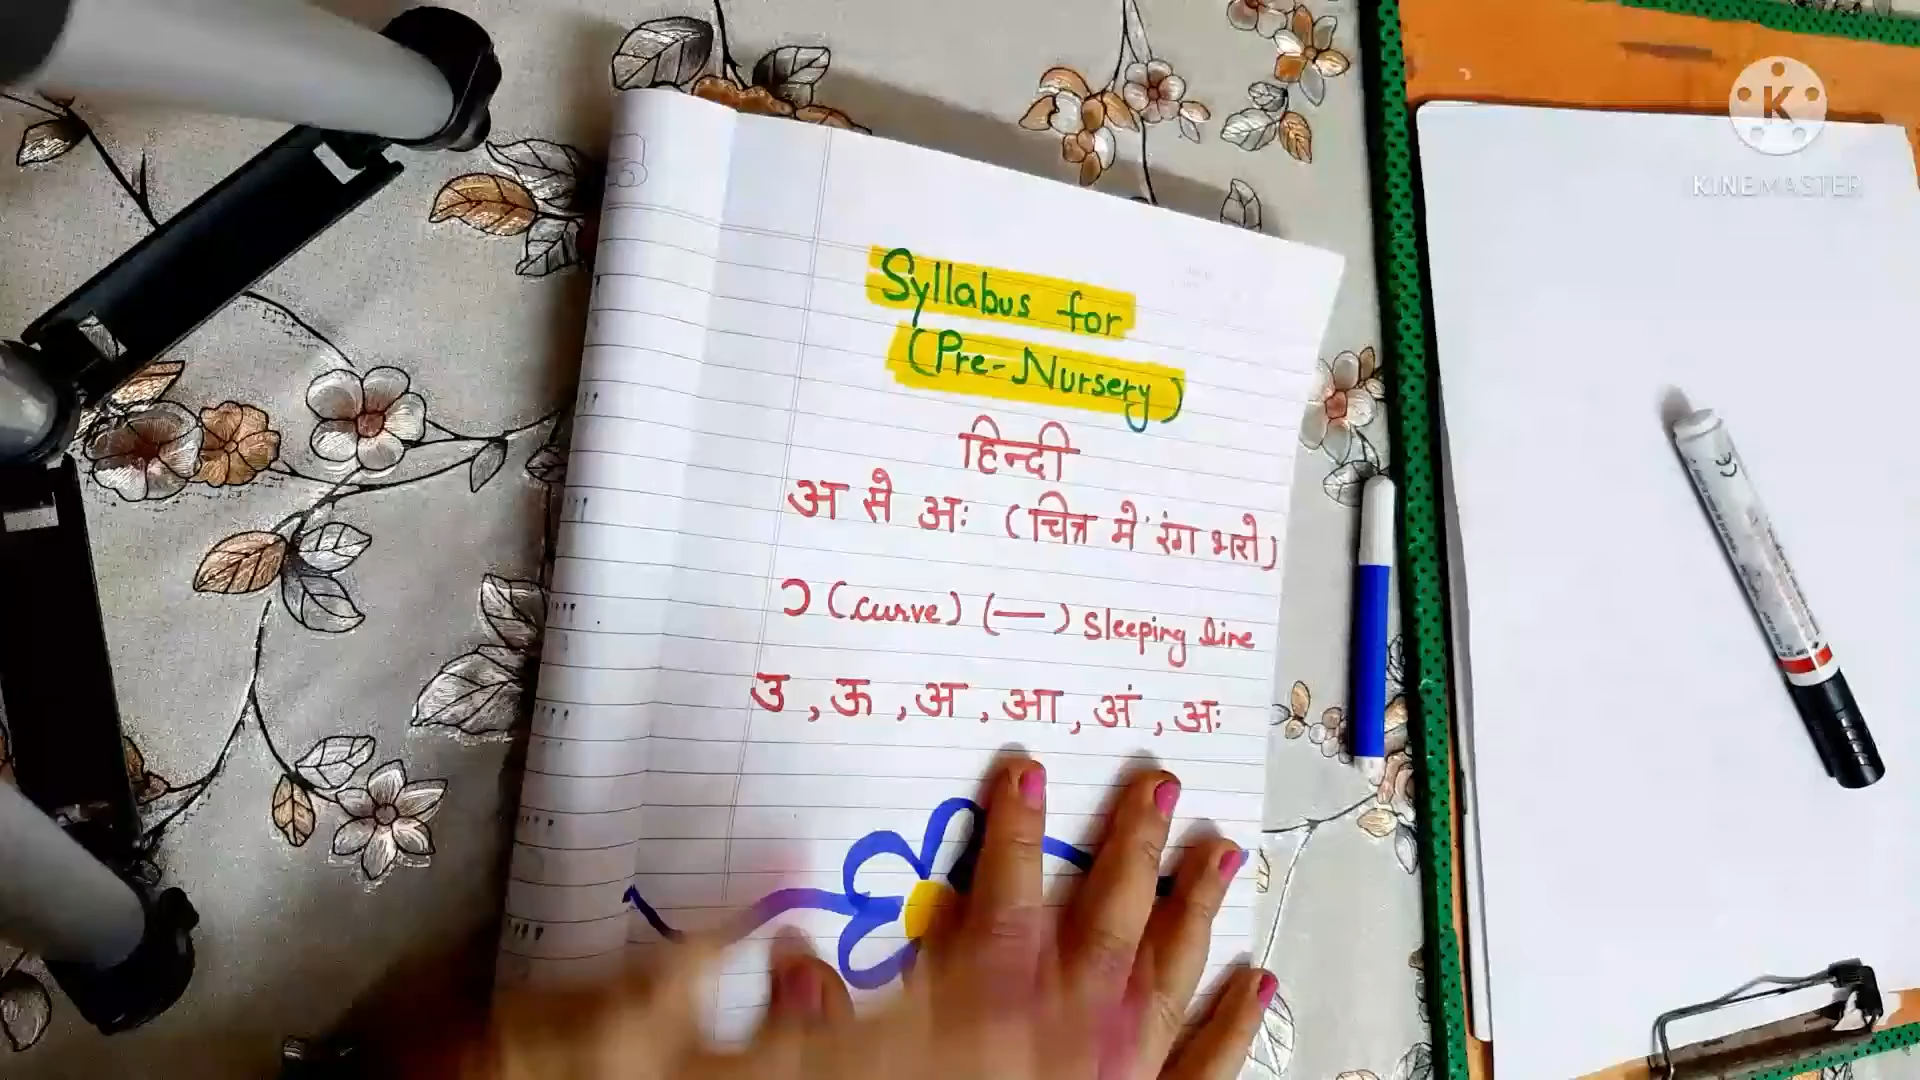 Syllabus for
(Pre-Nursery)
हिन्दी
अ से अः (चित्र में रंग भरो)
Ɔ (curve) (—) sleeping line
उ, ऊ, अ, आ, अं, अः
KINEMASTER